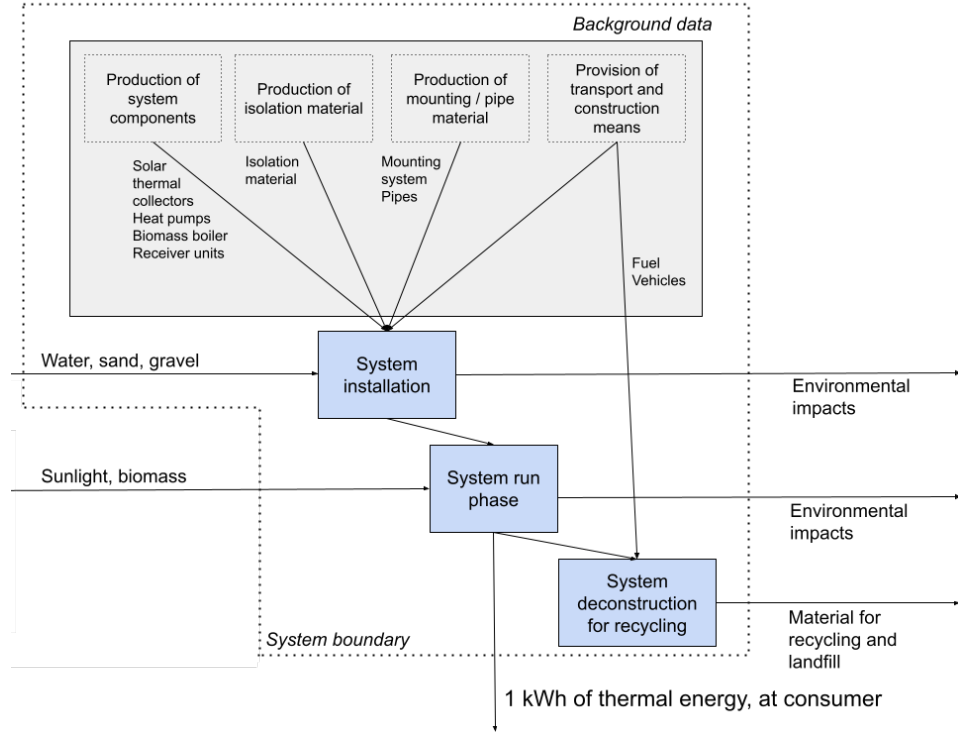 Background data
Production of
system
components
Production of
isolation material
Production of
mounting / pipe
material
Provision of
transport and
construction
means
Solar
thermal
collectors
Heat pumps
Biomass boiler
Receiver units
Isolation
material
Mounting
system
Pipes
Fuel
Vehicles
Water, sand, gravel
System
installation
Environmental
impacts
Sunlight, biomass
System run
phase
Environmental
impacts
System
deconstruction
for recycling
Material for
recycling and
landfill
System boundary
1 kWh of thermal energy, at consumer